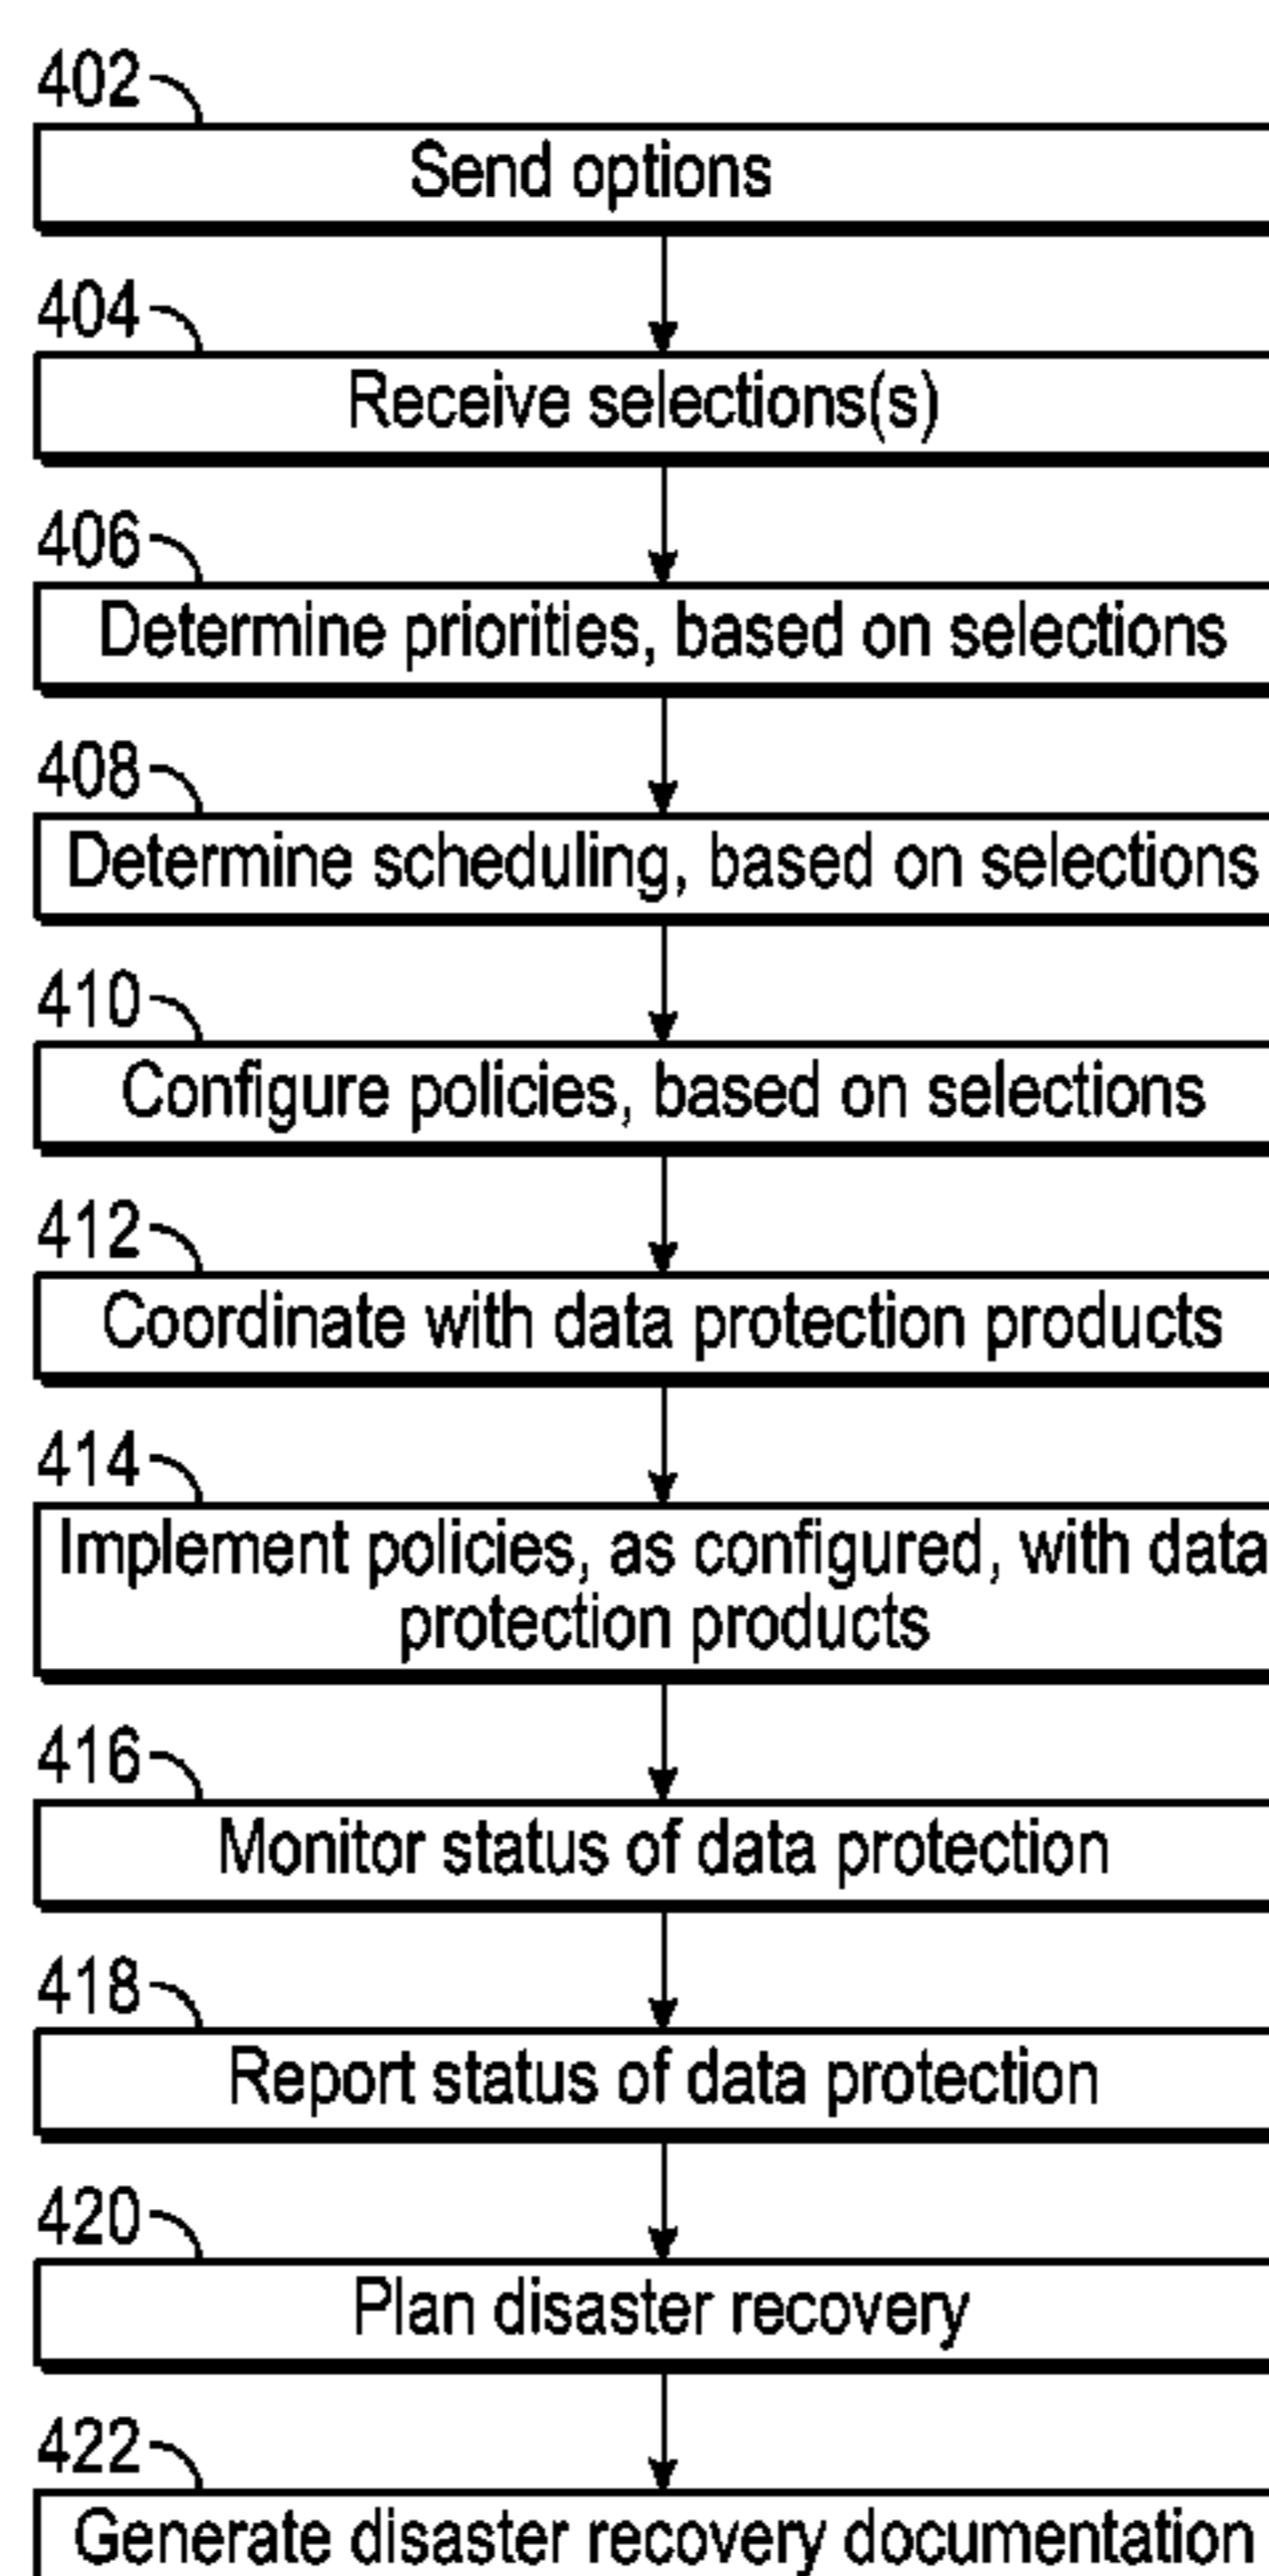 402
Send options
404
Receive selections(s)
406
Determine priorities, based on selections
408
Determine scheduling, based on selections
410
Configure policies, based on selections
412
Coordinate with data protection products
414
Implement policies, as configured, with data
protection products
416
Monitor status of data protection
418
Report status of data protection
420
Plan disaster recovery
422
Generate disaster recovery documentation